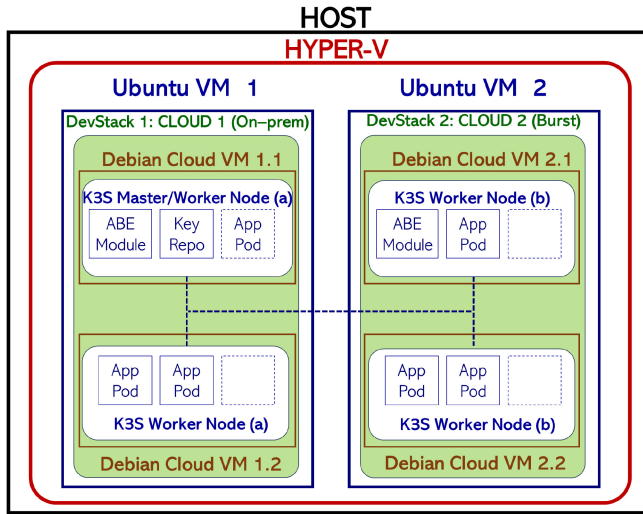 HOST
HYPER-V
Ubuntu VM 1
DevStack 1: CLOUD 1 (On-prem)
Debian Cloud VM 1.1
K3S Master/Worker Node (a)
ABE
Module
Key
Repo
App
Pod
App
Pod
App
Pod
K3S Worker Node (a)
Debian Cloud VM 1.2
Ubuntu VM 2
DevStack 2: CLOUD 2 (Burst)
Debian Cloud VM 2.1
K3S Worker Node (b)
ABE
Module
App
Pod
App
Pod
App
Pod
K3S Worker Node (b)
Debian Cloud VM 2.2